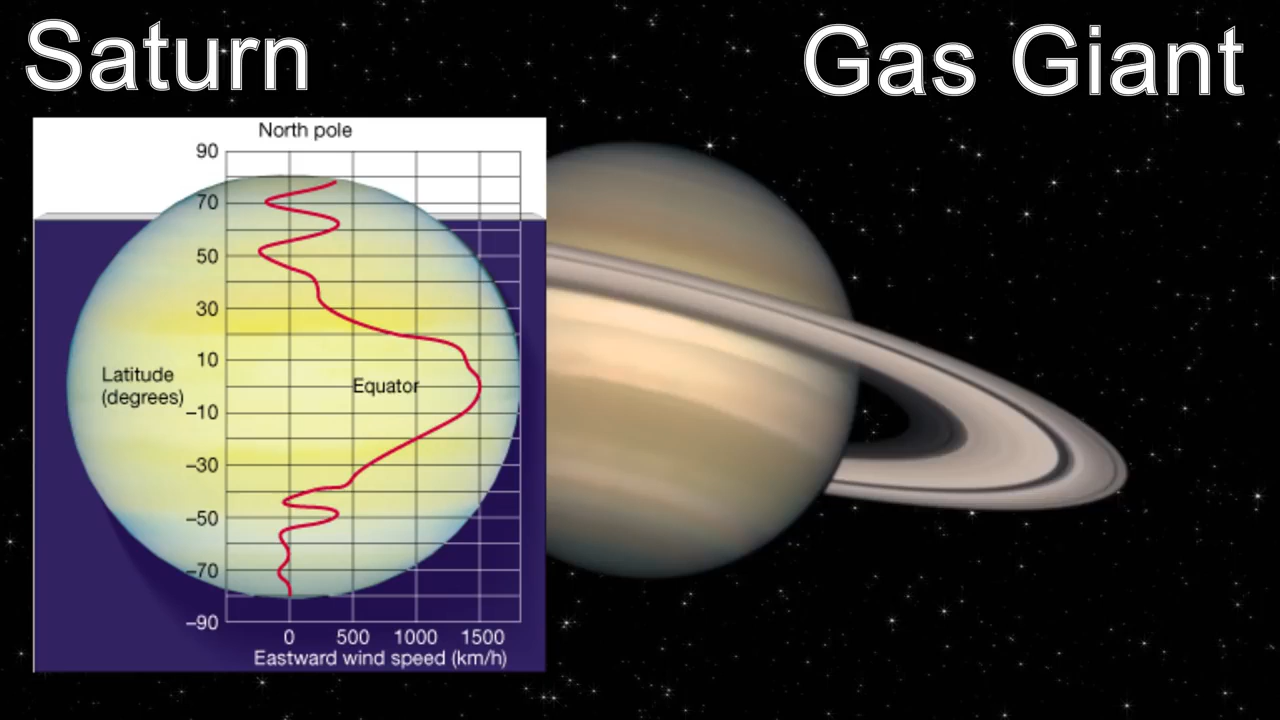 Saturn
Gas Giant
North pole
90
70
50
30
10
Latitude
(degrees)
Equator
–10
–30
–50
–70
–90
0 500 1000 1500
Eastward wind speed (km/h)